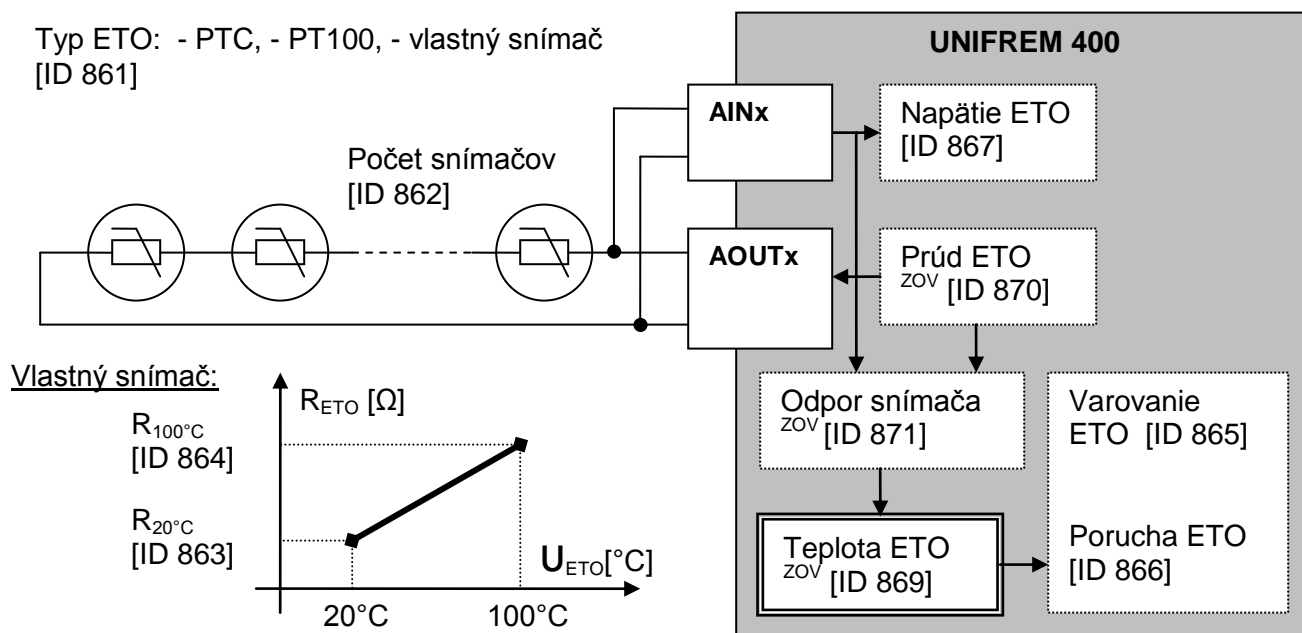 Typ ETO: - PTC, - PT100, - vlastný snímač
[ID 861]
UNIFREM 400
AINx
Napätie ETO
[ID 867]
Počet snímačov
[ID 862]
AOUTx
Prúd ETO
ZOV [ID 870]
Vlastný snímač:
RETO [Ω]
R100°C
[ID 864]
R20°C
[ID 863]
UETO[°C]
20°C
100°C
Odpor snímača
ZOV [ID 871]
Varovanie
ETO [ID 865]
Teplota ETO
ZOV [ID 869]
Porucha ETO
[ID 866]